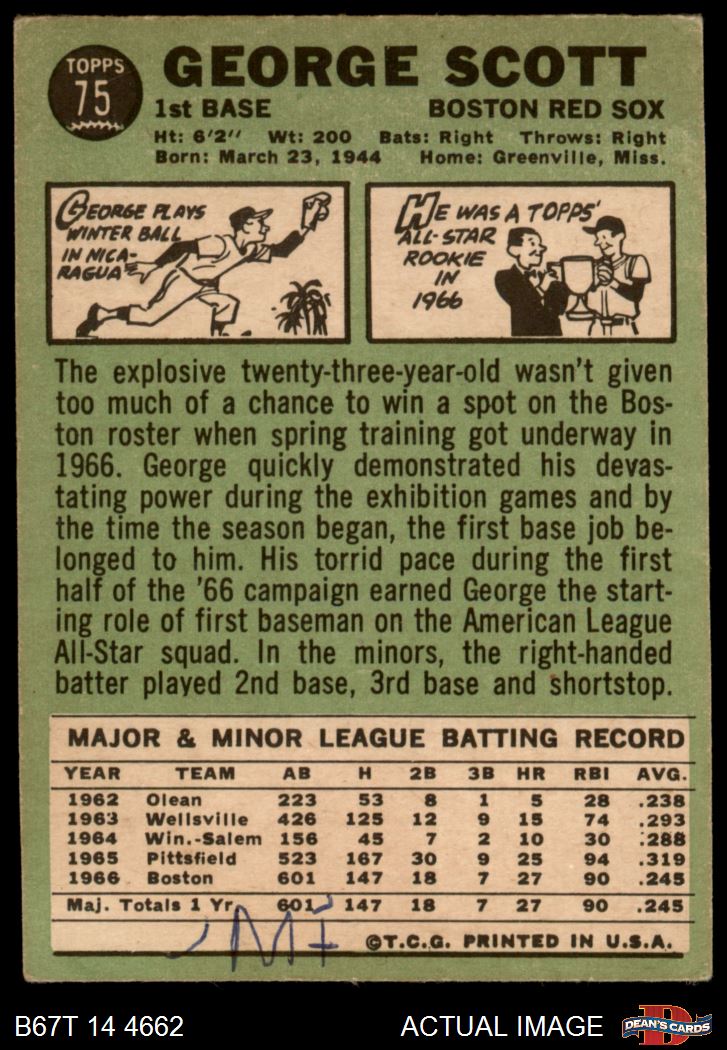 TOPPS
75
GEORGE SCOTT
1st BASE BOSTON RED SOX
Ht: 6'2" Wt: 200 Bats: Right Throws: Right
Born: March 23, 1944 Home: Greenville, Miss.
GEORGE PLAYS
WINTER BALL
IN NICA-
RAGUA
HE WAS A TOPPS'
ALL-STAR
ROOKIE
IN
1966
The explosive twenty-three-year-old wasn't given
too much of a chance to win a spot on the Bos-
ton roster when spring training got underway in
1966. George quickly demonstrated his devas-
tating power during the exhibition games and by
the time the season began, the first base job be-
longed to him. His torrid pace during the first
half of the '66 campaign earned George the start-
ing role of first baseman on the American League
All-Star squad. In the minors, the right-handed
batter played 2nd base, 3rd base and shortstop.
MAJOR & MINOR LEAGUE BATTING RECORD
YEAR TEAM AB H 2B 3B HR RBI AVG.
1962 Olean 223 53 8 1 5 28 .238
1963 Wellsville 426 125 12 9 15 74 .293
1964 Win.-Salem 156 45 7 2 10 30 .288
1965 Pittsfield 523 167 30 9 25 94 .319
1966 Boston 601 147 18 7 27 90 .245
Maj. Totals 1 Yr. 601 147 18 7 27 90 .245
©T.C.G. PRINTED IN U.S.A.
B67T 14 4662 ACTUAL IMAGE
DEAN'S CARDS